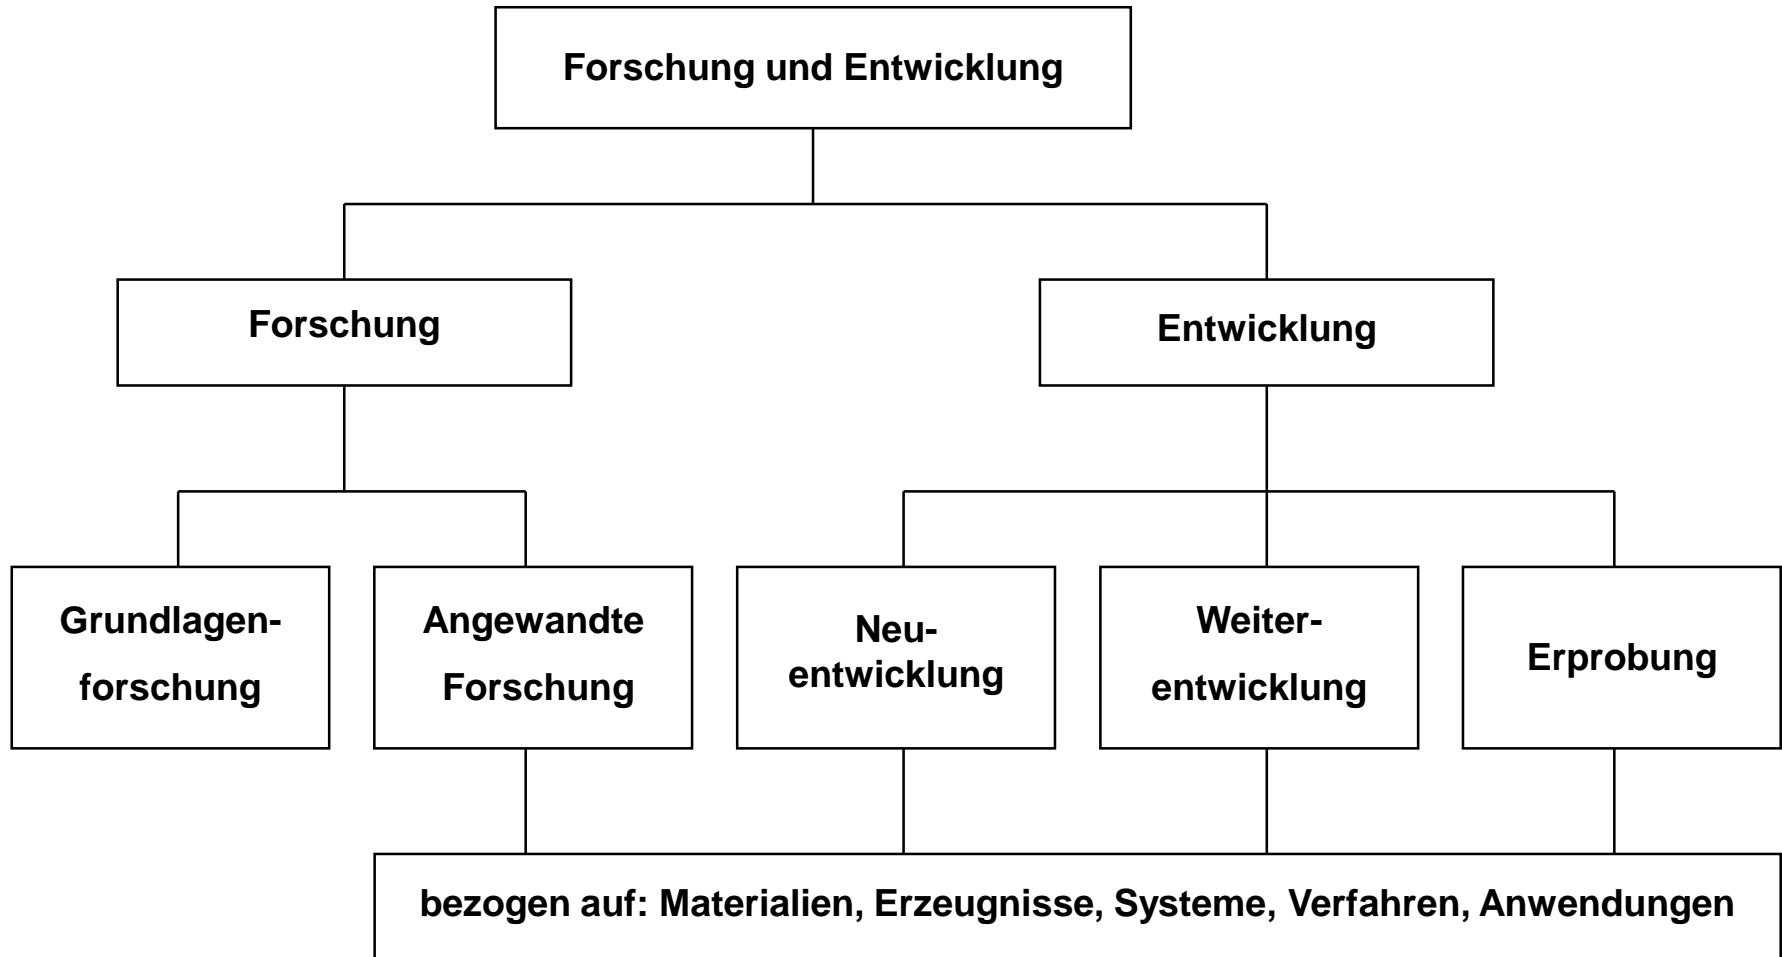 Forschung und Entwicklung
Forschung
Entwicklung
Grundlagen-
forschung
Angewandte
Forschung
Neu-
entwicklung
Weiter-
entwicklung
Erprobung
bezogen auf: Materialien, Erzeugnisse, Systeme, Verfahren, Anwendungen